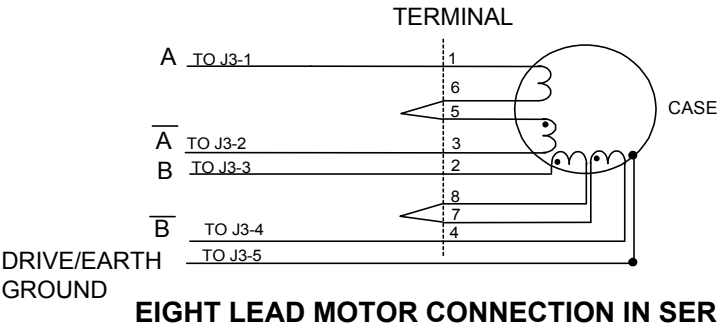 TERMINAL
A TO J3-1 1
6
5
CASE
A̅ TO J3-2 3
B TO J3-3 2
8
7
B̅ TO J3-4 4
DRIVE/EARTH TO J3-5
GROUND
EIGHT LEAD MOTOR CONNECTION IN SER